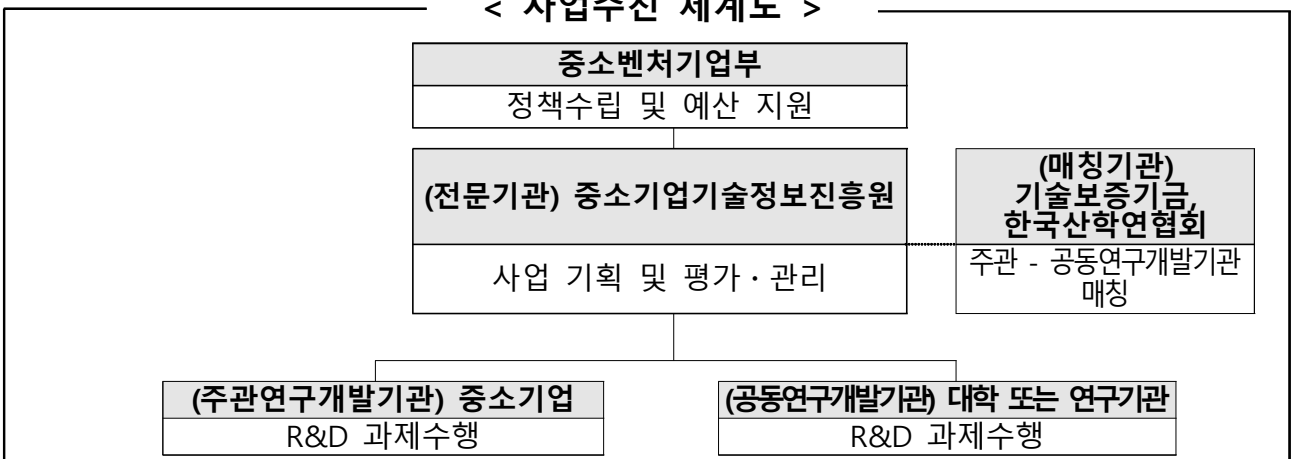 < 사업추진 체계도 >
중소벤처기업부
정책수립 및 예산 지원
(전문기관) 중소기업기술정보진흥원
사업 기획 및 평가・관리
(매칭기관)
기술보증기금,
한국산학연협회
주관 - 공동연구개발기관
매칭
(주관연구개발기관) 중소기업
R&D 과제수행
(공동연구개발기관) 대학 또는 연구기관
R&D 과제수행